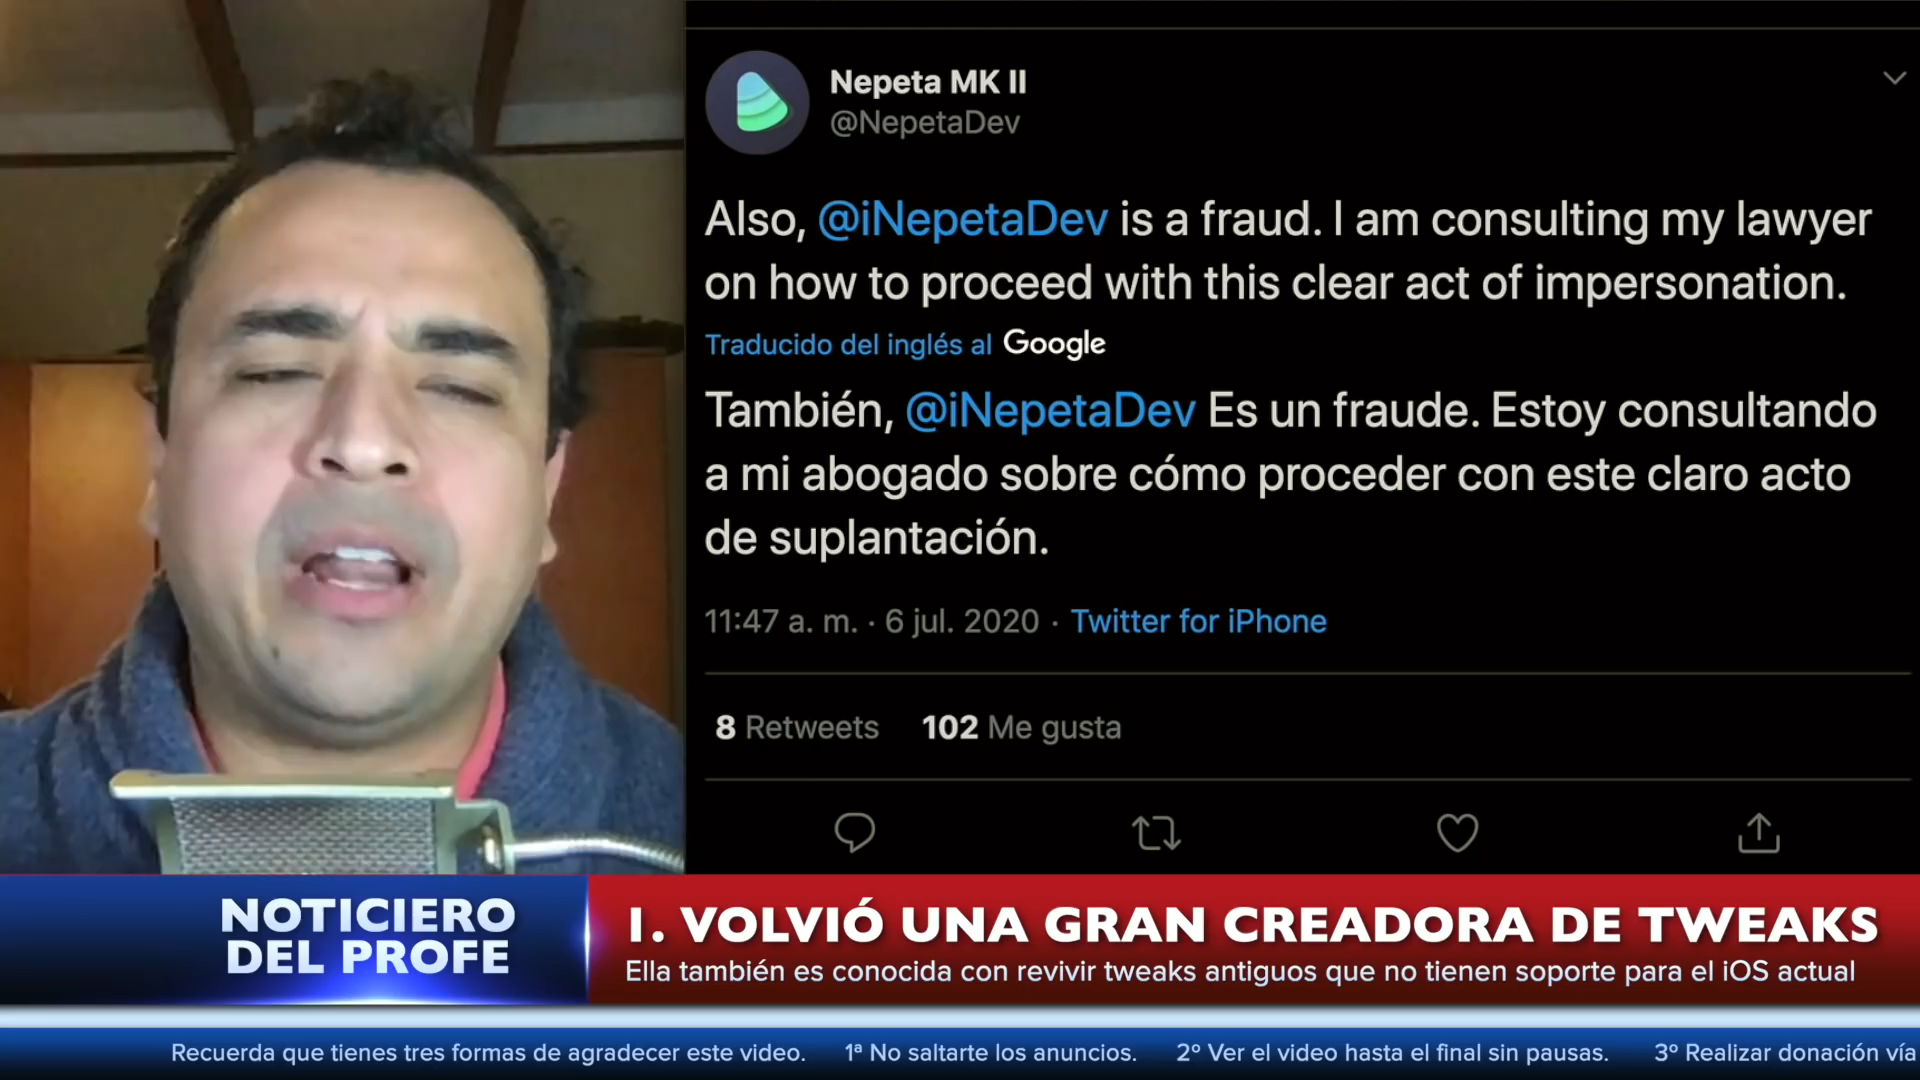 Nepeta MK II
@NepetaDev
Also, @iNepetaDev is a fraud. I am consulting my lawyer
on how to proceed with this clear act of impersonation.
Traducido del inglés al Google
También, @iNepetaDev Es un fraude. Estoy consultando
a mi abogado sobre cómo proceder con este claro acto
de suplantación.
11:47 a. m. · 6 jul. 2020 · Twitter for iPhone
8 Retweets 102 Me gusta
NOTICIERO
DEL PROFE
1. VOLVIÓ UNA GRAN CREADORA DE TWEAKS
Ella también es conocida con revivir tweaks antiguos que no tienen soporte para el iOS actual
Recuerda que tienes tres formas de agradecer este video. 1ª No saltarte los anuncios. 2º Ver el video hasta el final sin pausas. 3º Realizar donación vía